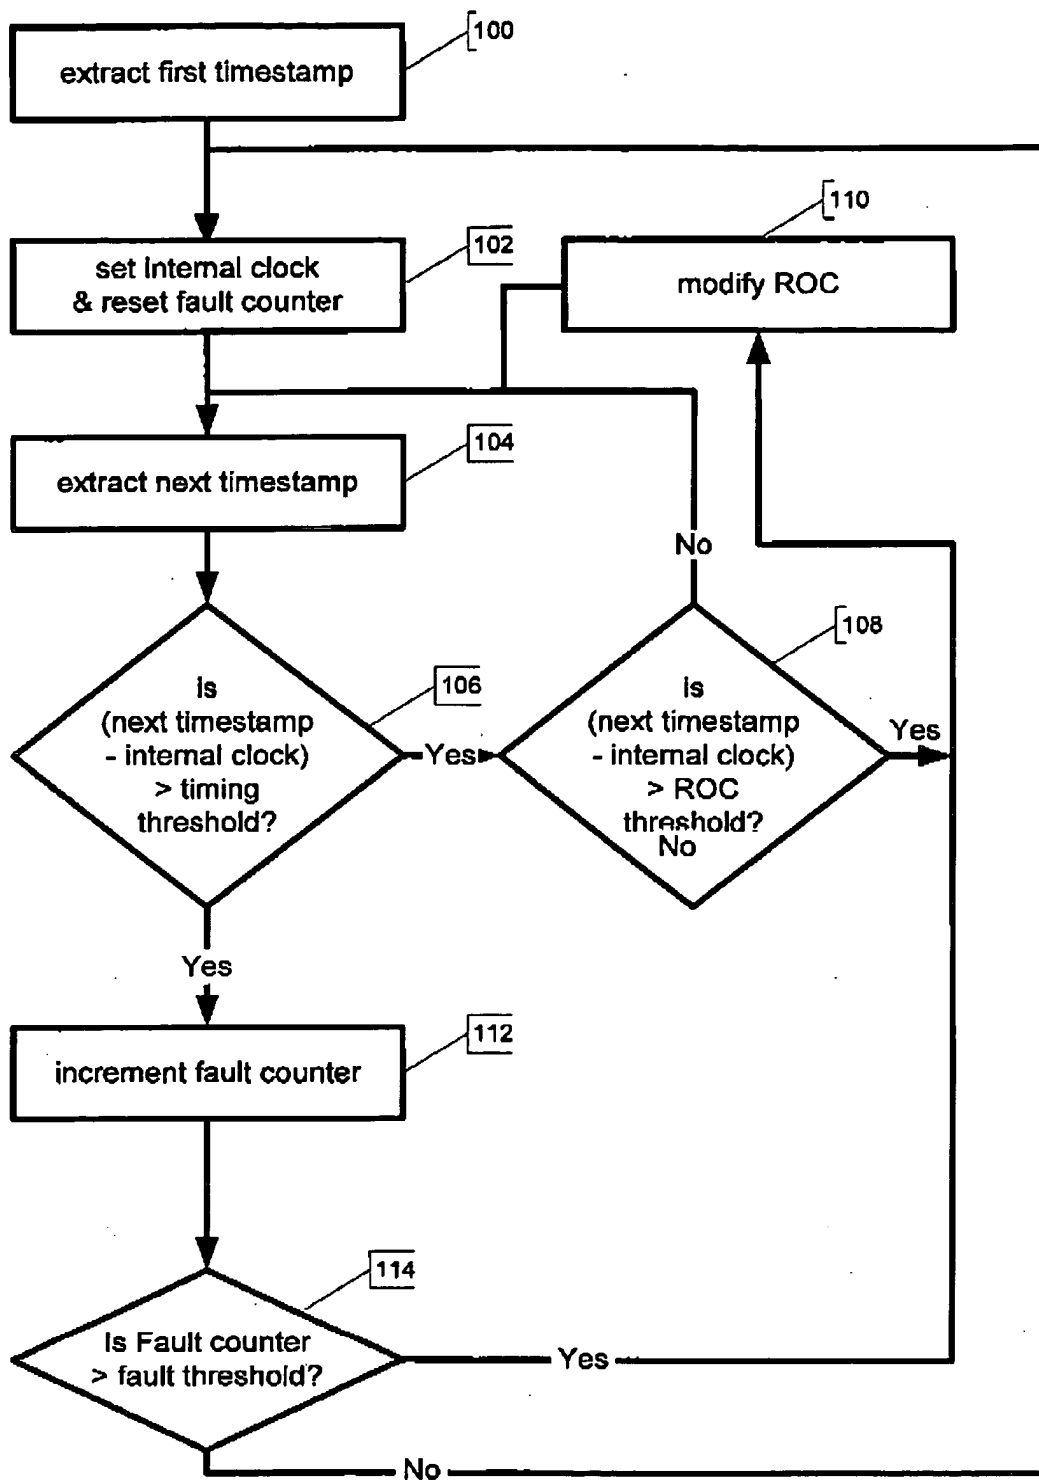 100
extract first timestamp
110
102
set internal clock
& reset fault counter
modify ROC
104
extract next timestamp
No
108
106
is
(next timestamp
- internal clock)
> timing
threshold?
Yes
is
(next timestamp
- internal clock)
> ROC
threshold?
No
Yes
Yes
112
increment fault counter
114
Is Fault counter
> fault threshold?
Yes
No